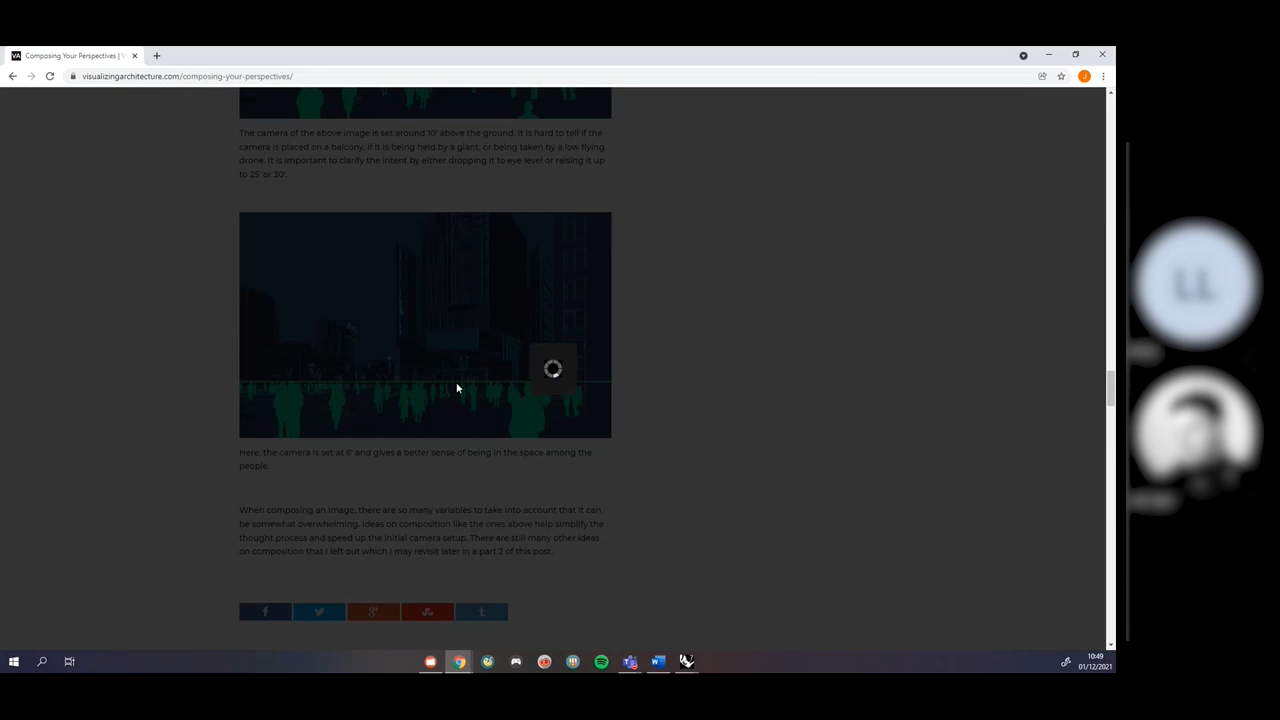 Composing Your Perspectives |
visualizingarchitecture.com/composing-your-perspectives/
J
The camera of the above image is set around 10' above the ground. It is hard to tell if the
camera is placed on a balcony, if it is being held by a giant, or being taken by a low flying
drone. It is important to clarify the intent by either dropping it to eye level or raising it up
to 25' or 30'.
LL
Here, the camera is set at 6' and gives a better sense of being in the space among the
people.
When composing an image, there are so many variables to take into account that it can
be somewhat overwhelming. Ideas on composition like the ones above help simplify the
thought process and speed up the initial camera setup. There are still many other ideas
on composition that I left out which I may revisit later in a part 2 of this post.
10:49
01/12/2021